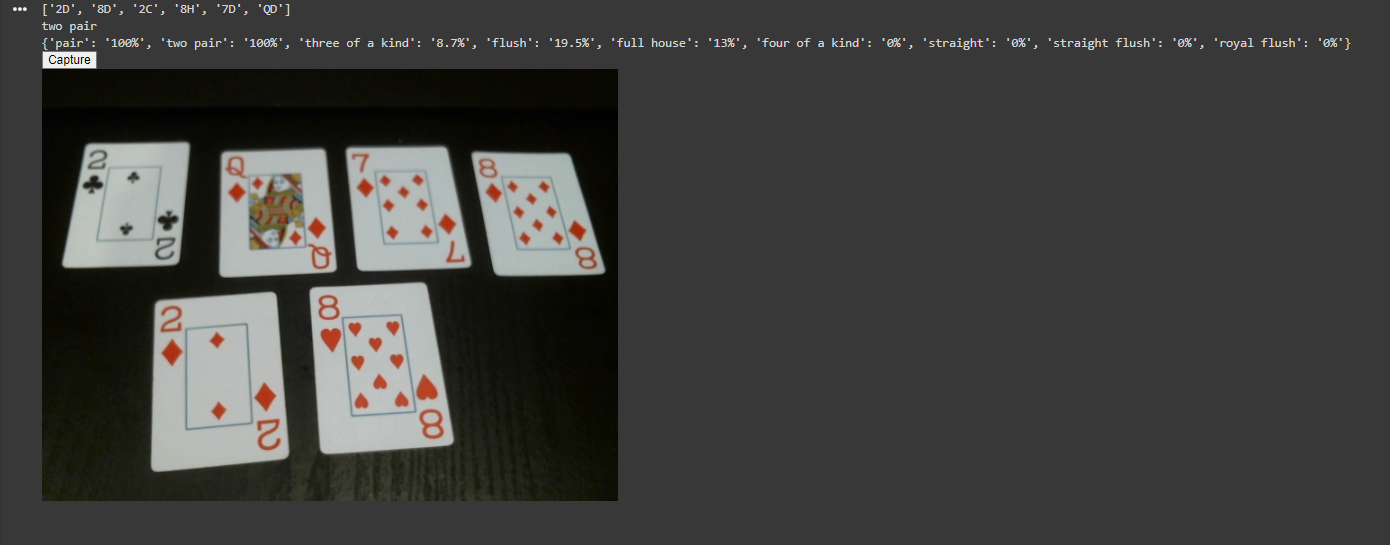 ••• ['2D', '8D', '2C', '8H', '7D', 'QD']
two pair
{'pair': '100%', 'two pair': '100%', 'three of a kind': '8.7%', 'flush': '19.5%', 'full house': '13%', 'four of a kind': '0%', 'straight': '0%', 'straight flush': '0%', 'royal flush': '0%'}
Capture
2 Q 7 8
2 Q 7 8
2 8
2 8